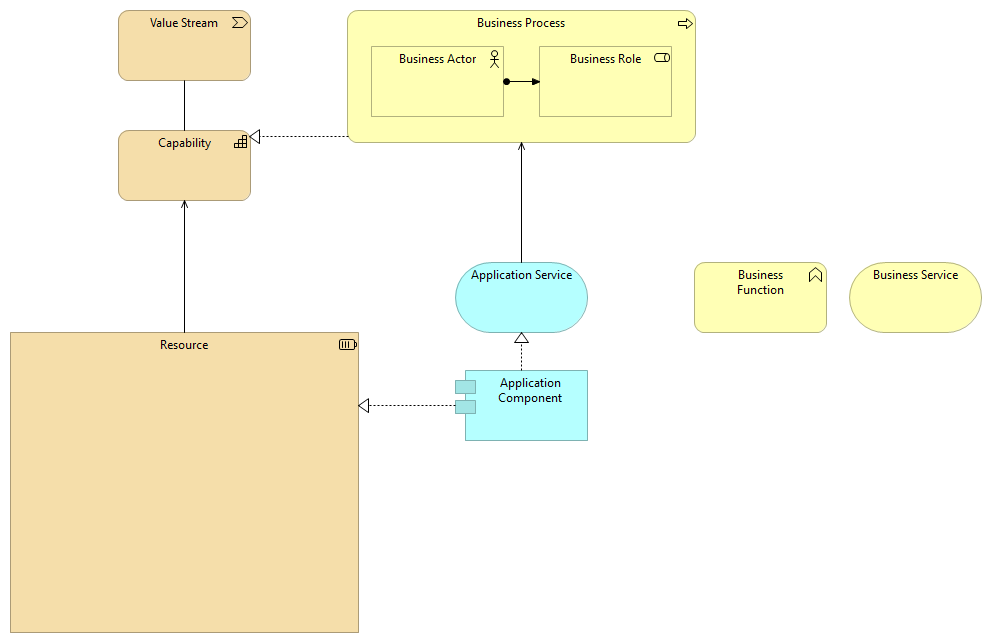 Value Stream
Business Process
Business Actor
Business Role
Capability
Application Service
Business
Function
Business Service
Resource
Application
Component